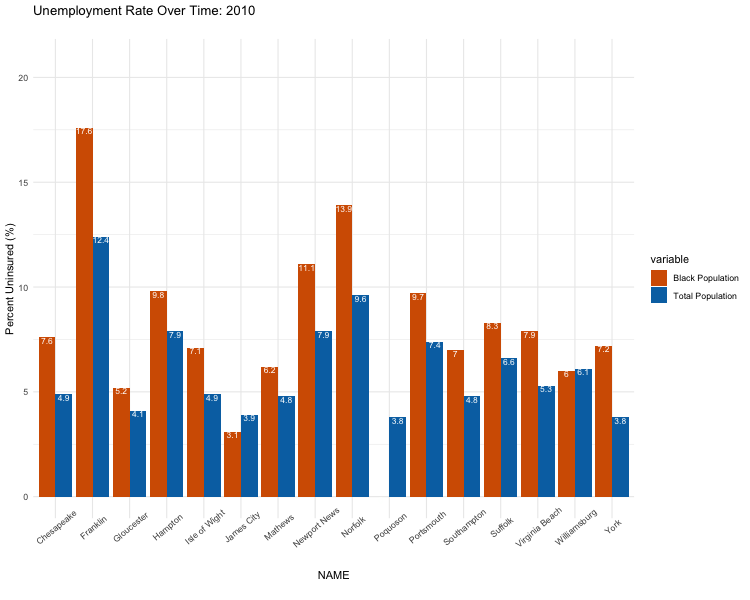 Unemployment Rate Over Time: 2010
20
15
10
5
0
Percent Uninsured (%)
7.6
4.9
17.6
12.4
5.2
4.1
9.8
7.9
7.1
4.9
3.1
3.9
6.2
4.8
11.1
7.9
13.9
9.6
3.8
9.7
7.4
7
4.8
8.3
6.6
7.9
5.3
6
6.1
7.2
3.8
Chesapeake
Franklin
Gloucester
Hampton
Isle of Wight
James City
Mathews
Newport News
Norfolk
Poquoson
Portsmouth
Southampton
Suffolk
Virginia Beach
Williamsburg
York
NAME
variable
Black Population
Total Population